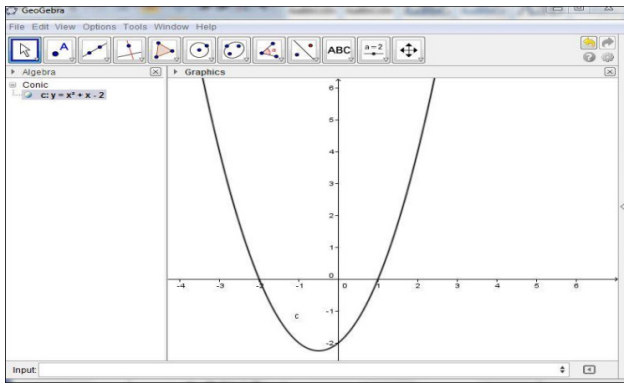 GeoGebra
File Edit View Options Tools Window Help
A
α
ABC
a = 2
Algebra
Graphics
Conic
c: y = x² + x - 2
6
5
4
3
2
1
0
-4 -3 -2 -1 0 1 2 3 4 5 6
c
-1
-2
Input: